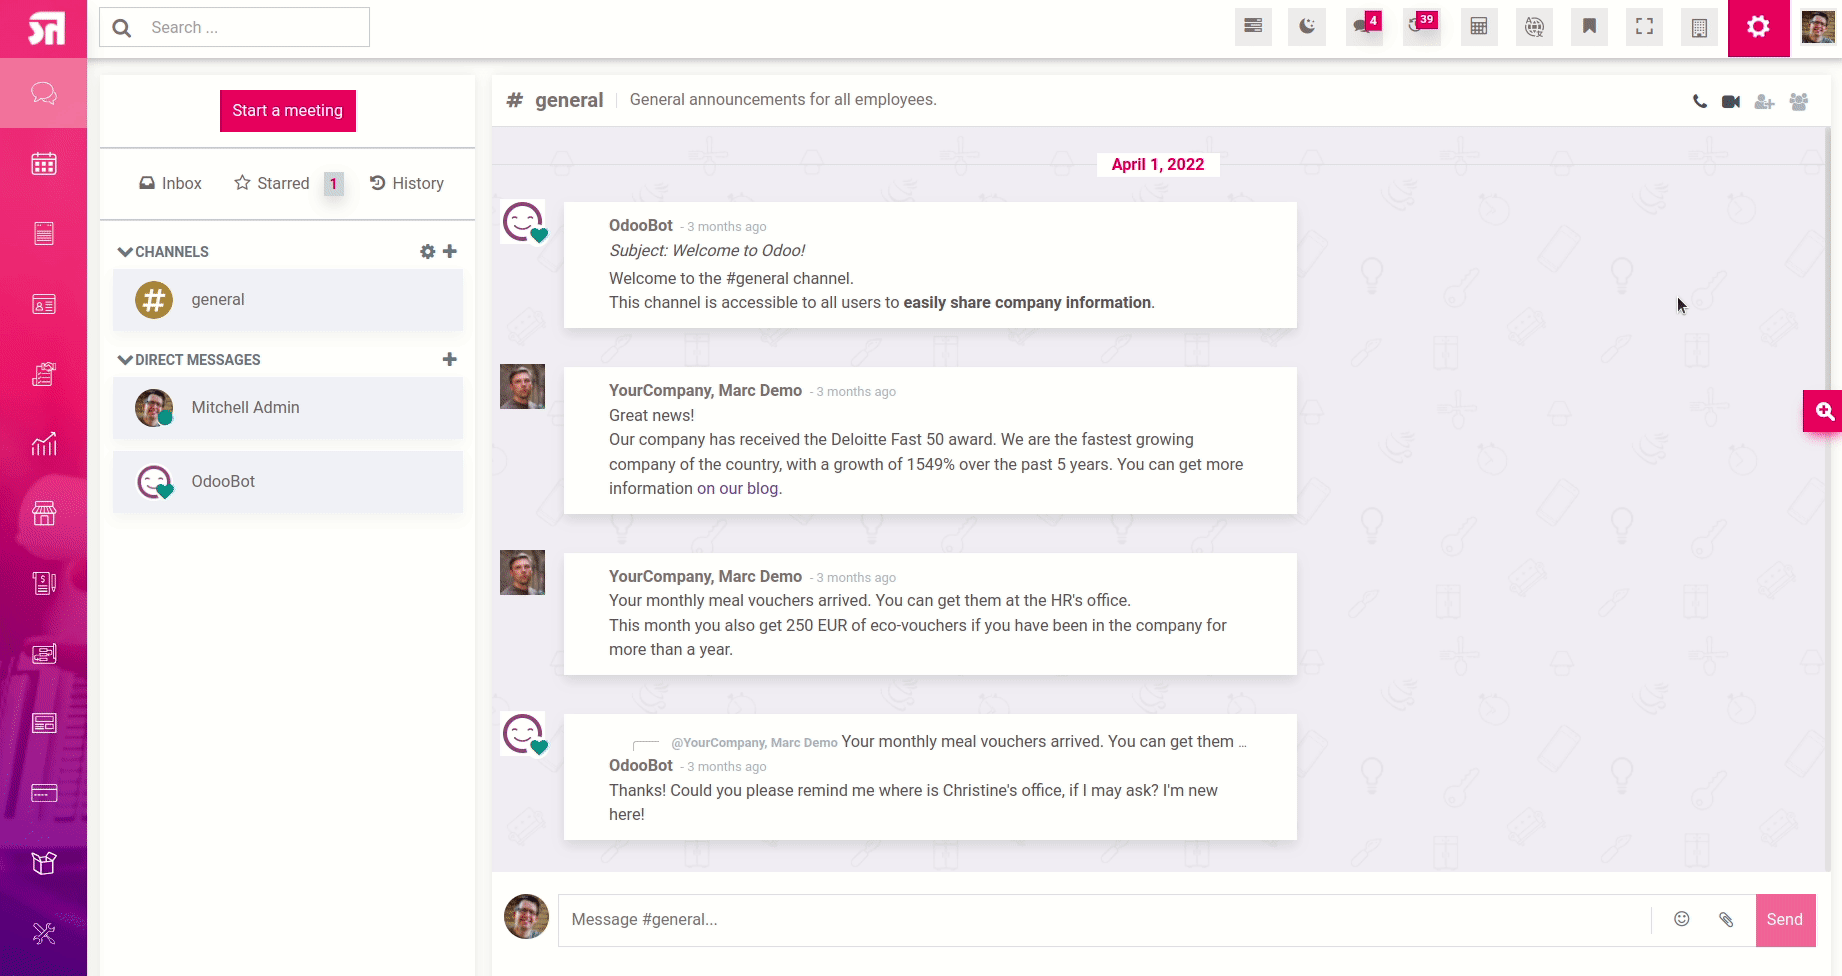 Search ...
4
39
Start a meeting
Inbox
Starred
1
History
CHANNELS
general
DIRECT MESSAGES
Mitchell Admin
OdooBot
# general
General announcements for all employees.
April 1, 2022
OdooBot - 3 months ago
Subject: Welcome to Odoo!
Welcome to the #general channel.
This channel is accessible to all users to easily share company information.
YourCompany, Marc Demo - 3 months ago
Great news!
Our company has received the Deloitte Fast 50 award. We are the fastest growing
company of the country, with a growth of 1549% over the past 5 years. You can get more
information on our blog.
YourCompany, Marc Demo - 3 months ago
Your monthly meal vouchers arrived. You can get them at the HR's office.
This month you also get 250 EUR of eco-vouchers if you have been in the company for
more than a year.
@YourCompany, Marc Demo Your monthly meal vouchers arrived. You can get them ...
OdooBot - 3 months ago
Thanks! Could you please remind me where is Christine's office, if I may ask? I'm new
here!
Message #general...
Send